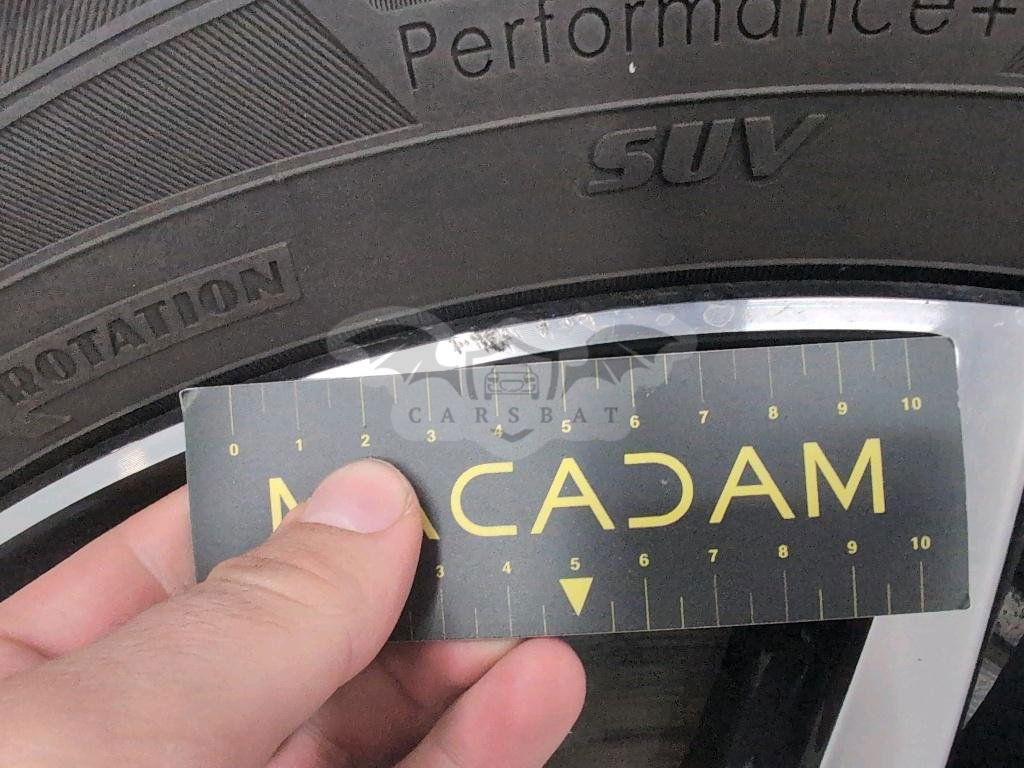 Performance+
SUV
ROTATION
0 1 2 3 4 5 6 7 8 9 10
CARSBAT
MACADAM
3 4 5 6 7 8 9 10